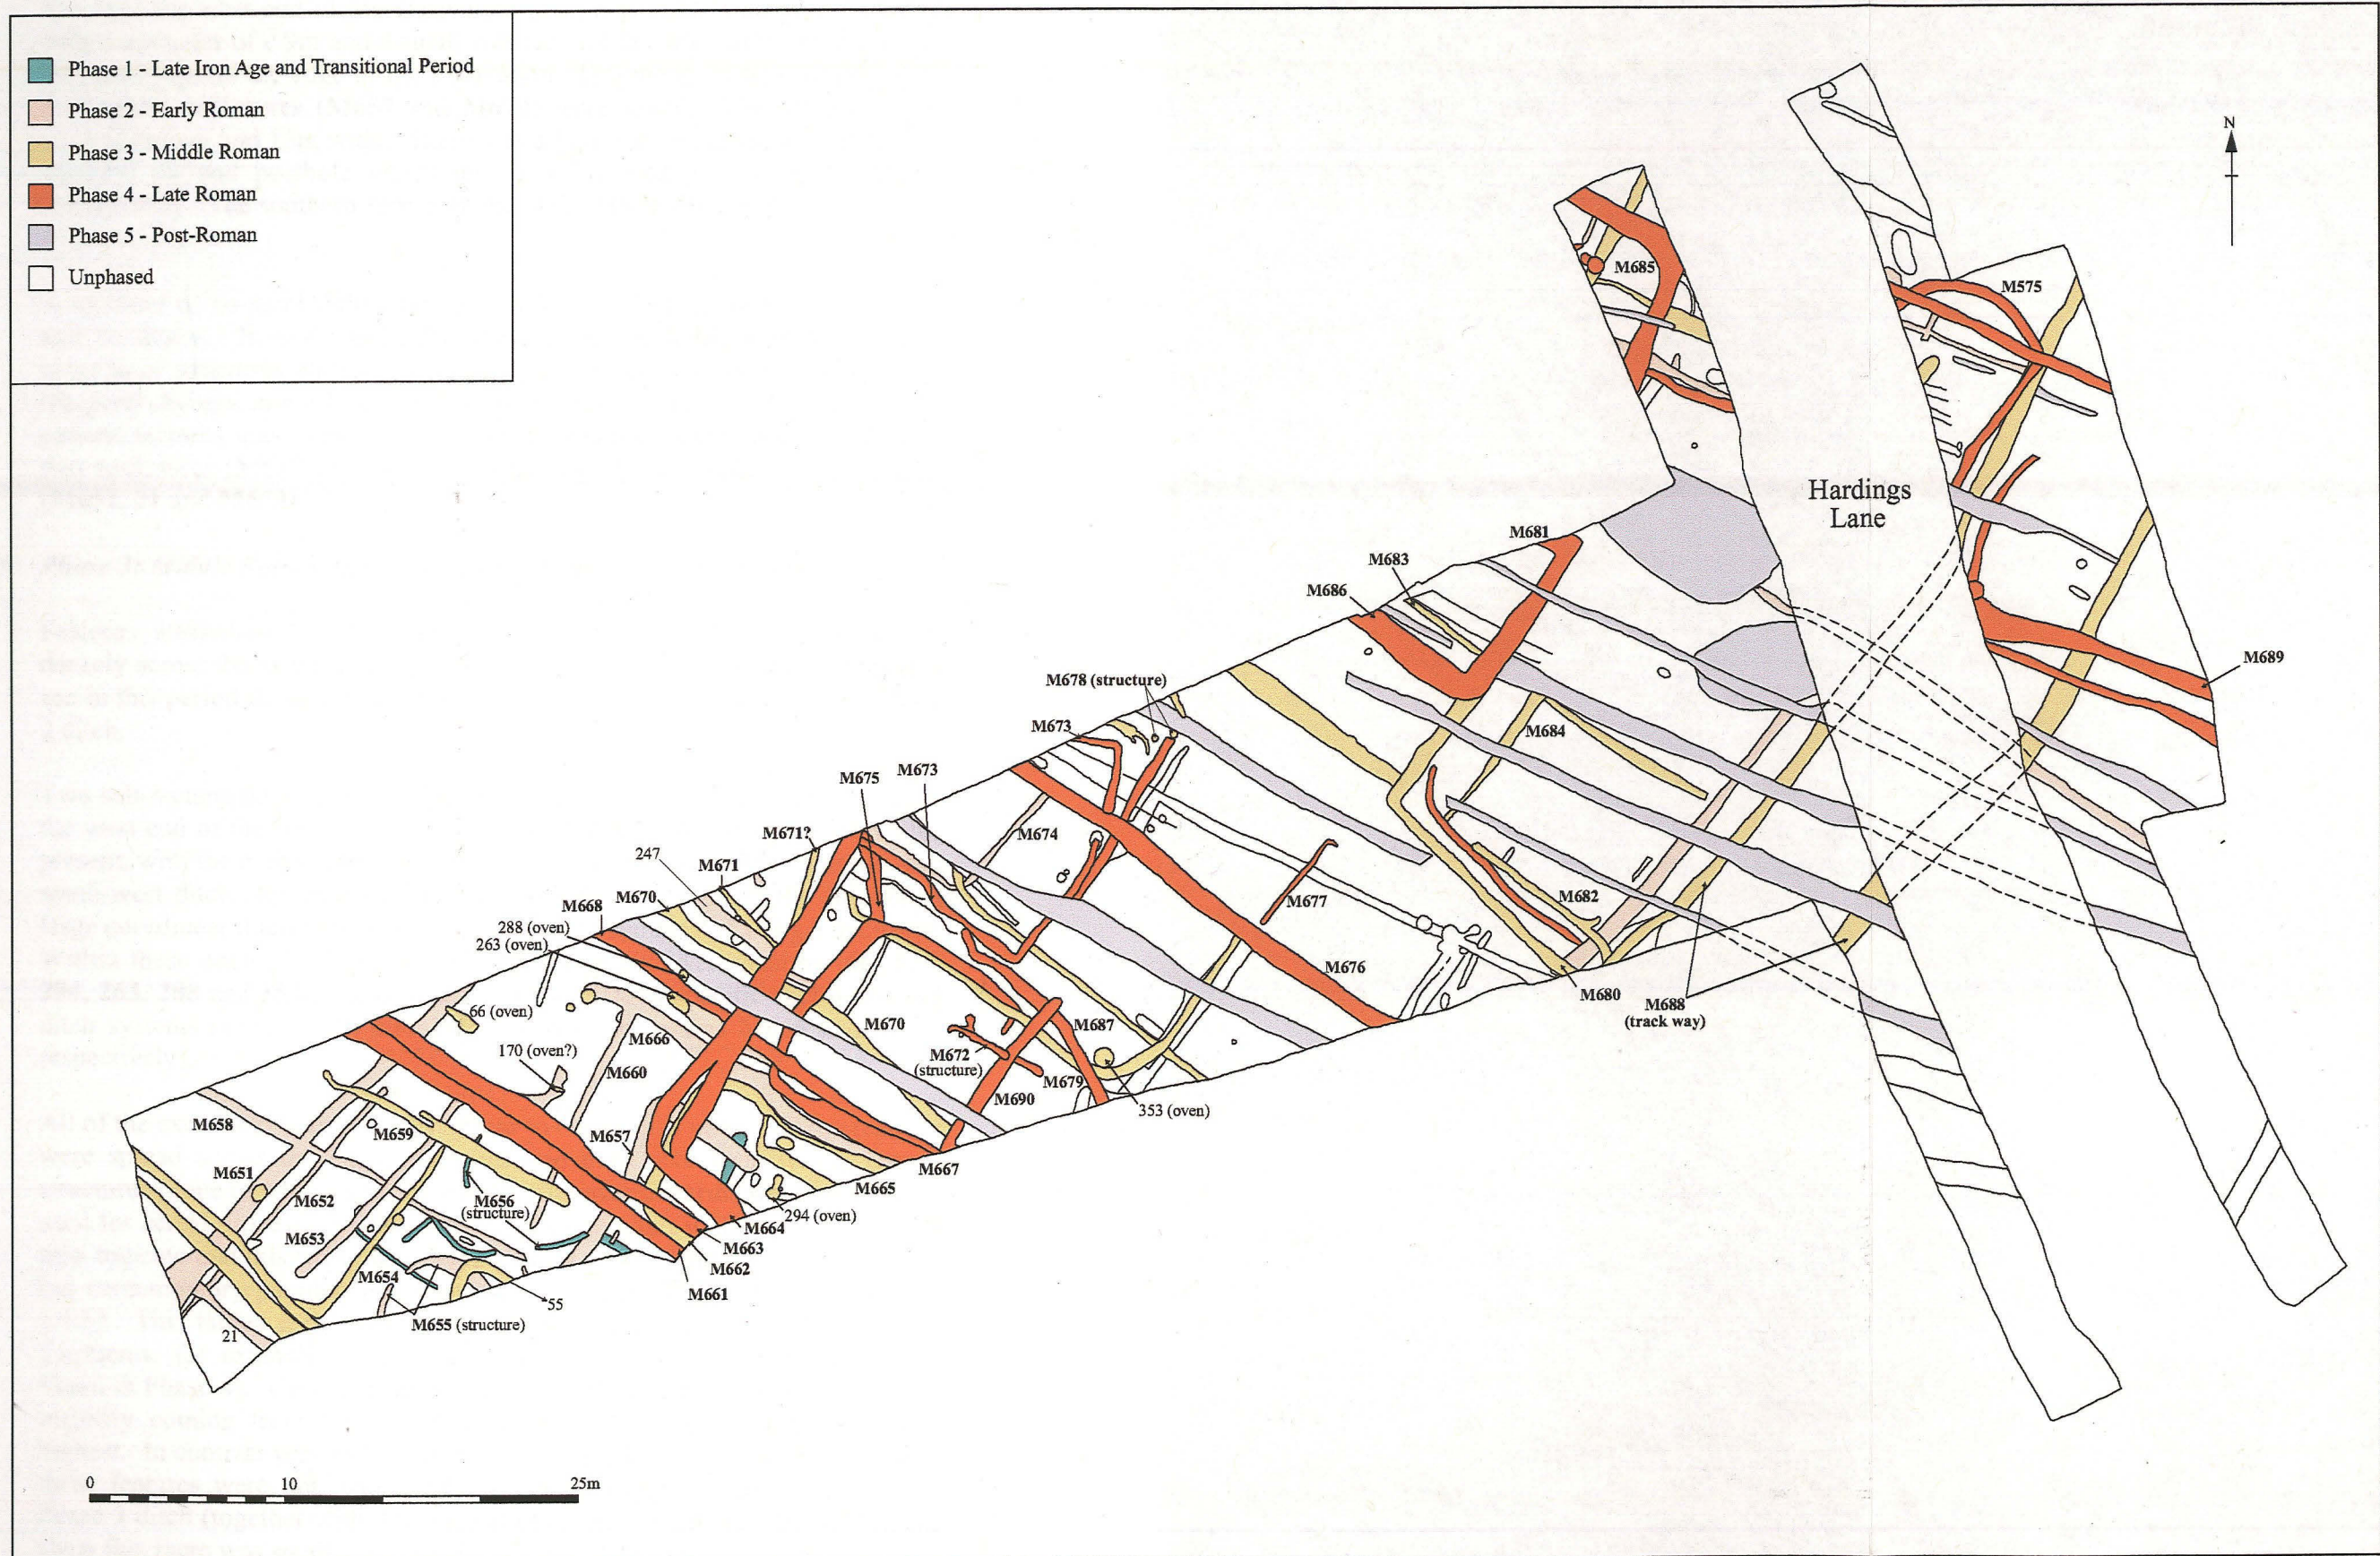 Phase 1 - Late Iron Age and Transitional Period
Phase 2 - Early Roman
Phase 3 - Middle Roman
Phase 4 - Late Roman
Phase 5 - Post-Roman
Unphased
N
M685
M575
Hardings
Lane
M681
M683
M686
M689
M678 (structure)
M673
M684
M675
M673
M671?
M674
247
M671
M670
M668
288 (oven)
263 (oven)
M677
M682
M676
M680
M688
(track way)
66 (oven)
M666
M670
M687
170 (oven?)
M660
M672
(structure)
M679
M690
353 (oven)
M658
M659
M657
M651
M652
M656
(structure)
M667
M665
294 (oven)
M653
M664
M663
M662
M654
M661
55
M655 (structure)
21
0
10
25m